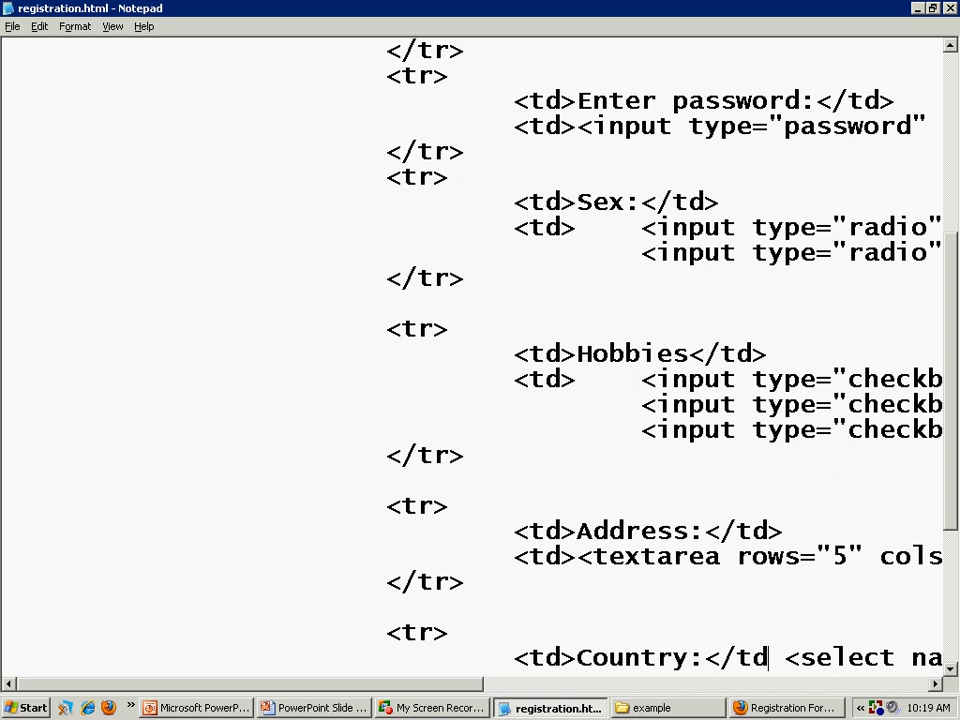 registration.html - Notepad
File Edit Format View Help
</tr>
<tr>
<td>Enter password:</td>
<td><input type="password"
</tr>
<tr>
<td>Sex:</td>
<td> <input type="radio"
<input type="radio"
</tr>
<tr>
<td>Hobbies</td>
<td> <input type="checkb
<input type="checkb
<input type="checkb
</tr>
<tr>
<td>Address:</td>
<td><textarea rows="5" cols
</tr>
<tr>
<td>Country:</td <select na
Start » Microsoft PowerP... PowerPoint Slide ... My Screen Recor... registration.ht... example Registration For... « 10:19 AM